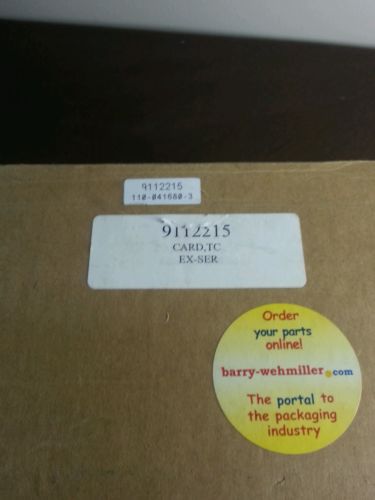 9112215
110-041680-3
9112215
CARD,TC
EX-SER
Order
your parts
online!
barry-wehmiller.com
The portal to
the packaging
industry